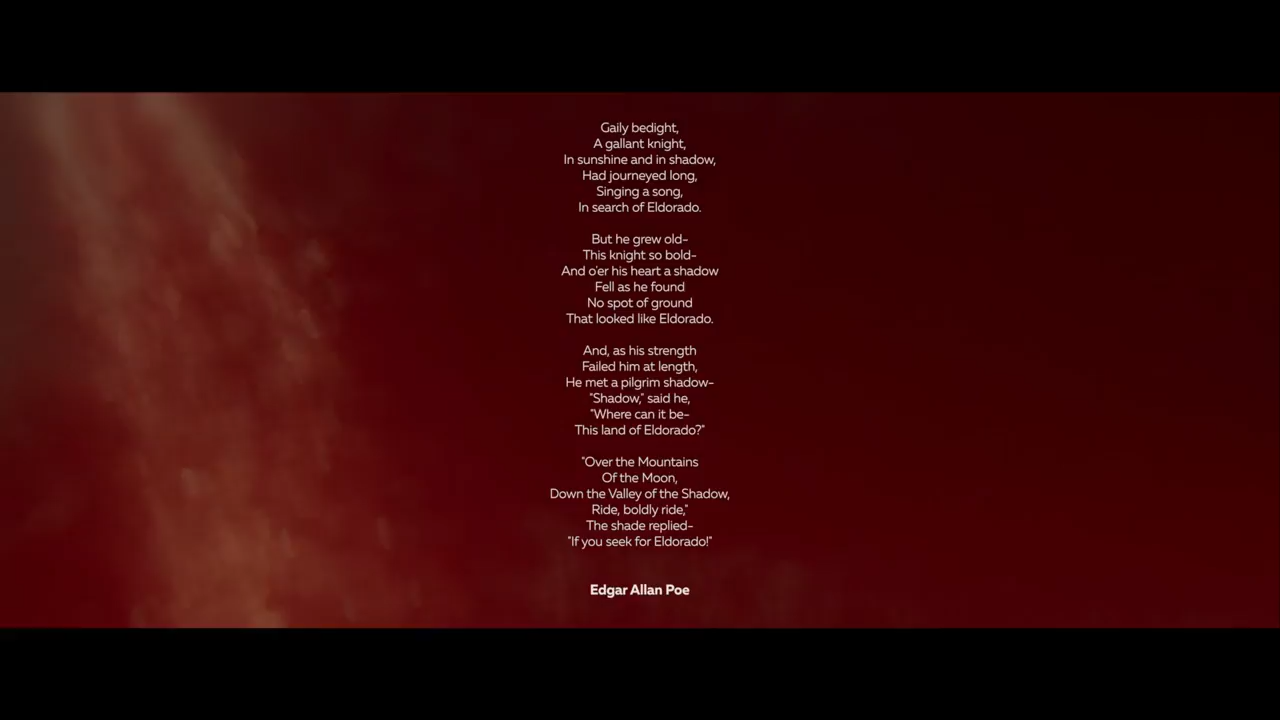 Gaily bedight,
A gallant knight,
In sunshine and in shadow,
Had journeyed long,
Singing a song,
In search of Eldorado.
But he grew old-
This knight so bold-
And o'er his heart a shadow
Fell as he found
No spot of ground
That looked like Eldorado.
And, as his strength
Failed him at length,
He met a pilgrim shadow-
"Shadow," said he,
"Where can it be-
This land of Eldorado?"
"Over the Mountains
Of the Moon,
Down the Valley of the Shadow,
Ride, boldly ride,"
The shade replied-
"If you seek for Eldorado!"
Edgar Allan Poe